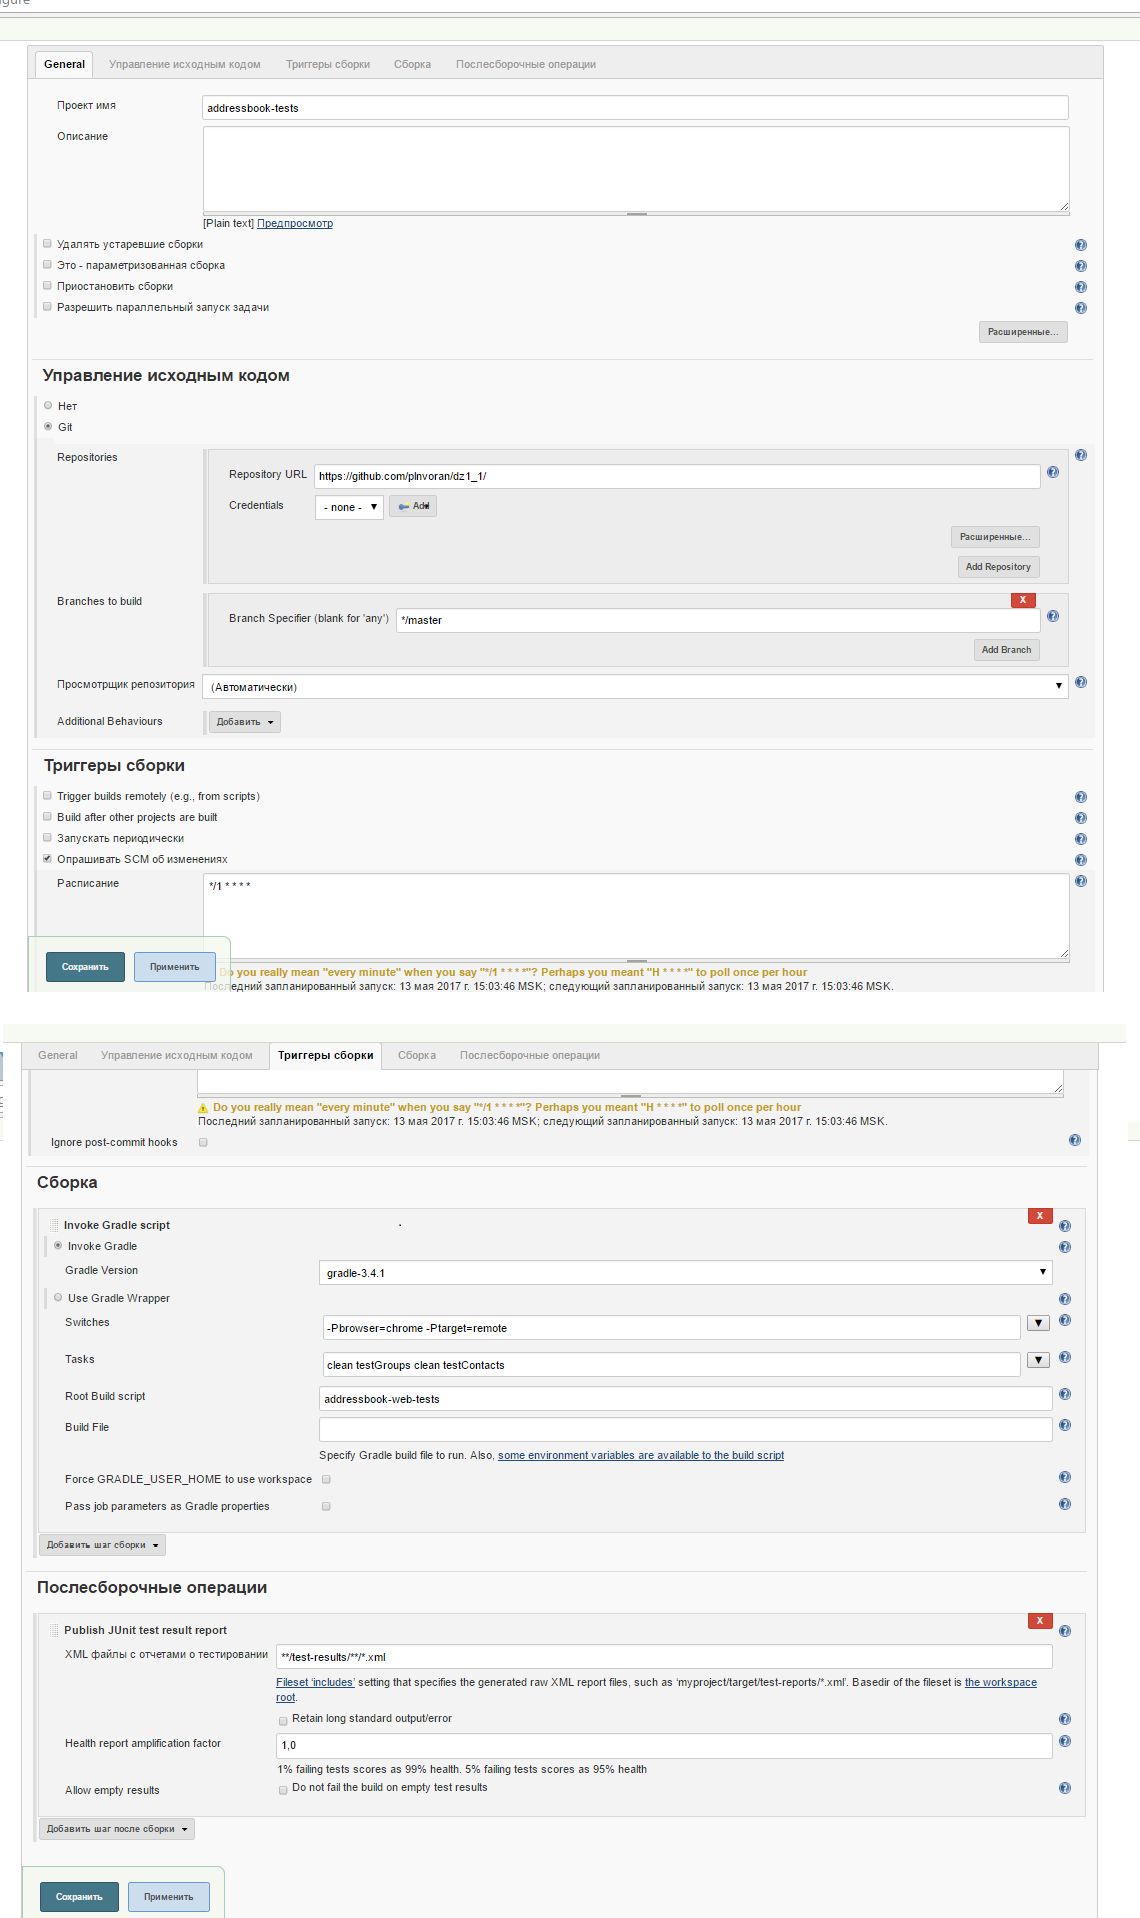 General Управление исходным кодом Триггеры сборки Сборка Послесборочные операции
Проект имя addressbook-tests
Описание
[Plain text] Предпросмотр
Удалять устаревшие сборки
Это - параметризованная сборка
Приостановить сборки
Разрешить параллельный запуск задачи
Расширенные...
Управление исходным кодом
Нет
Git
Repositories
Repository URL https://github.com/plnvoran/dz1_1/
Credentials - none - Add
Расширенные...
Add Repository
Branches to build
X
Branch Specifier (blank for 'any') */master
Add Branch
Просмотрщик репозитория (Автоматически)
Additional Behaviours Добавить
Триггеры сборки
Trigger builds remotely (e.g., from scripts)
Build after other projects are built
Запускать периодически
Опрашивать SCM об изменениях
Расписание */1 * * * *
Сохранить Применить
Do you really mean "every minute" when you say "*/1 * * * *"? Perhaps you meant "H * * * *" to poll once per hour
Последний запланированный запуск: 13 мая 2017 г. 15:03:46 MSK; следующий запланированный запуск: 13 мая 2017 г. 15:03:46 MSK.
General Управление исходным кодом Триггеры сборки Сборка Послесборочные операции
Do you really mean "every minute" when you say "*/1 * * * *"? Perhaps you meant "H * * * *" to poll once per hour
Последний запланированный запуск: 13 мая 2017 г. 15:03:46 MSK; следующий запланированный запуск: 13 мая 2017 г. 15:03:46 MSK.
Ignore post-commit hooks
Сборка
X
Invoke Gradle script
Invoke Gradle
Gradle Version gradle-3.4.1
Use Gradle Wrapper
Switches -Pbrowser=chrome -Ptarget=remote
Tasks clean testGroups clean testContacts
Root Build script addressbook-web-tests
Build File
Specify Gradle build file to run. Also, some environment variables are available to the build script
Force GRADLE_USER_HOME to use workspace
Pass job parameters as Gradle properties
Добавить шаг сборки
Послесборочные операции
X
Publish JUnit test result report
XML файлы с отчетами о тестировании **/test-results/**/*.xml
Fileset 'includes' setting that specifies the generated raw XML report files, such as 'myproject/target/test-reports/*.xml'. Basedir of the fileset is the workspace
root.
Retain long standard output/error
Health report amplification factor 1,0
1% failing tests scores as 99% health. 5% failing tests scores as 95% health
Allow empty results Do not fail the build on empty test results
Добавить шаг после сборки
Сохранить Применить